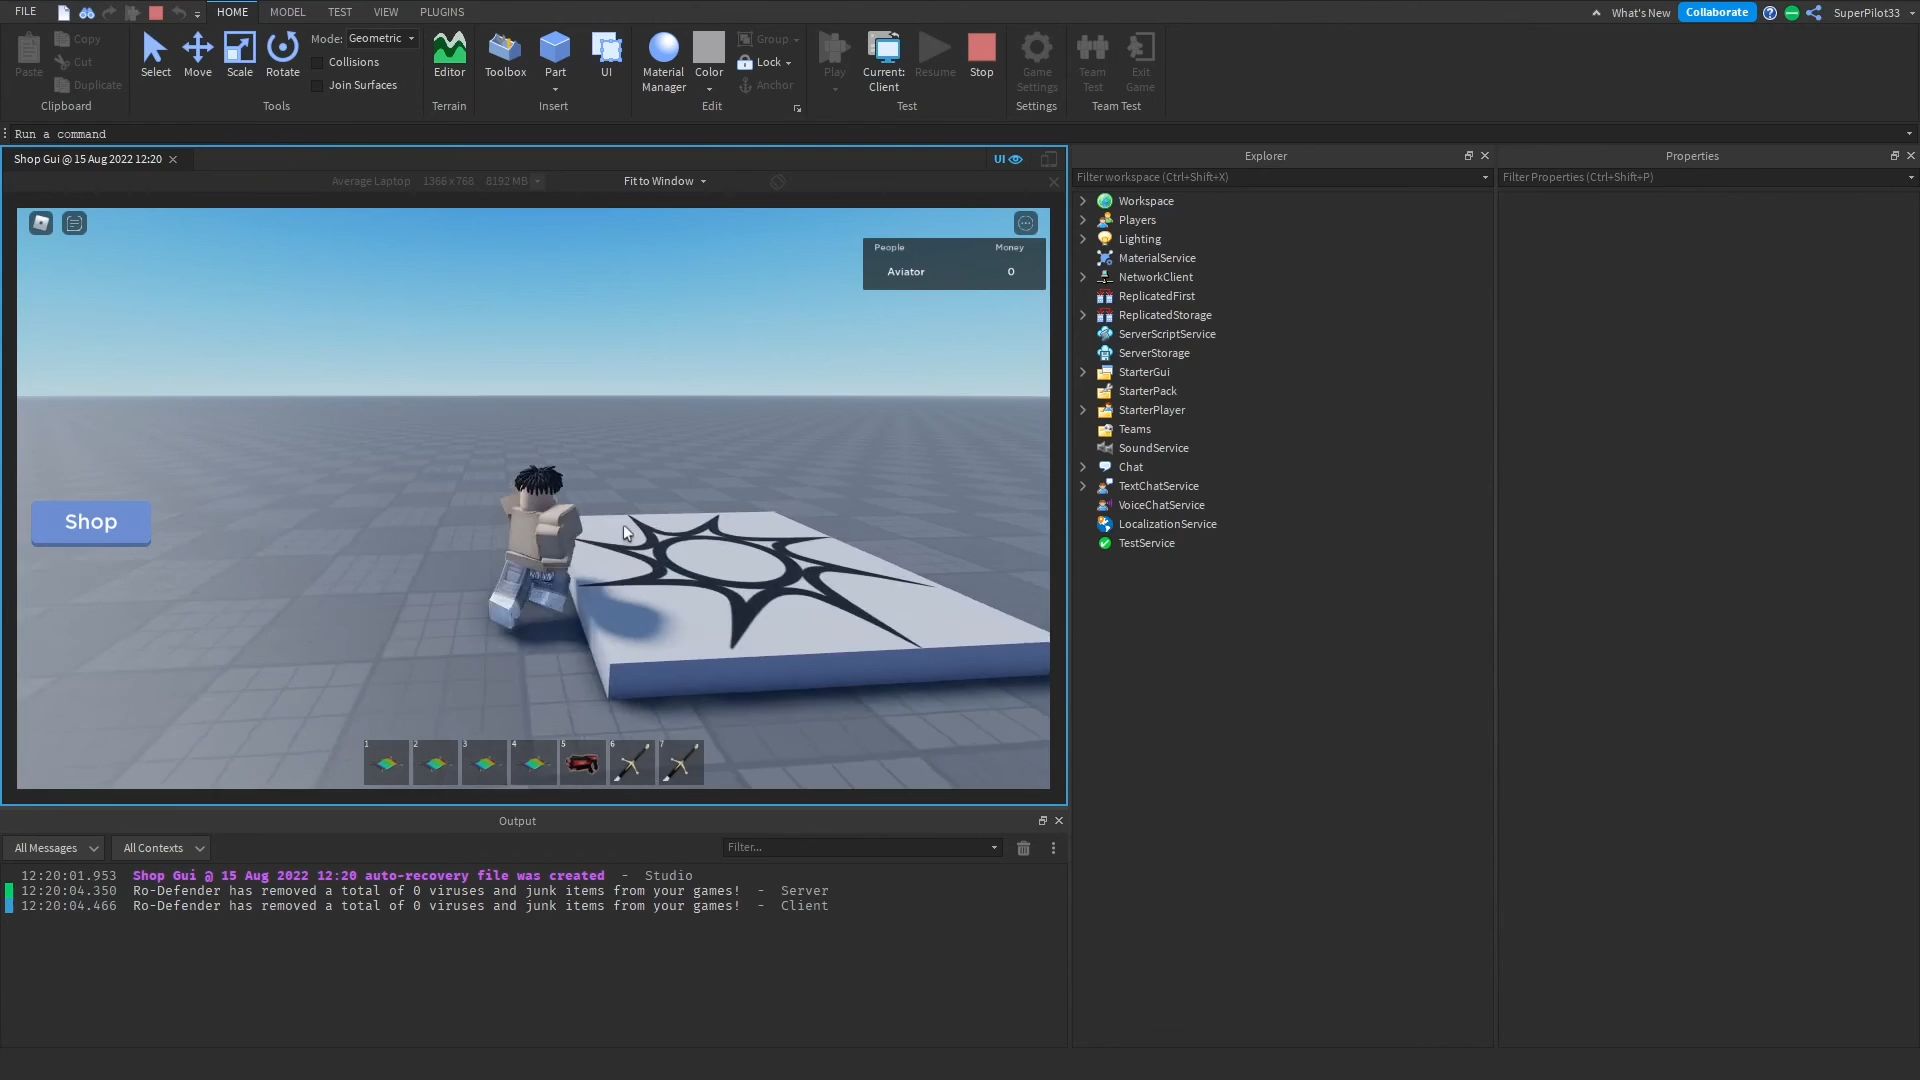 FILE HOME MODEL TEST VIEW PLUGINS What's New Collaborate SuperPilot33
Paste Copy Cut Duplicate Clipboard
Select Move Scale Rotate Mode: Geometric Collisions Join Surfaces Tools
Editor Terrain
Toolbox Part UI Insert
Material Manager Color Group Lock Anchor Edit
Play Current: Client Resume Stop Test
Game Settings Settings
Team Test Exit Game Team Test
Run a command
Shop Gui @ 15 Aug 2022 12:20 UI
Average Laptop 1366 x 768 8192 MB Fit to Window
People Money
Aviator 0
Shop
1 2 3 4 5 6 7
Output
All Messages All Contexts Filter...
12:20:01.953 Shop Gui @ 15 Aug 2022 12:20 auto-recovery file was created - Studio
12:20:04.350 Ro-Defender has removed a total of 0 viruses and junk items from your games! - Server
12:20:04.466 Ro-Defender has removed a total of 0 viruses and junk items from your games! - Client
Explorer
Filter workspace (Ctrl+Shift+X)
Workspace
Players
Lighting
MaterialService
NetworkClient
ReplicatedFirst
ReplicatedStorage
ServerScriptService
ServerStorage
StarterGui
StarterPack
StarterPlayer
Teams
SoundService
Chat
TextChatService
VoiceChatService
LocalizationService
TestService
Properties
Filter Properties (Ctrl+Shift+P)